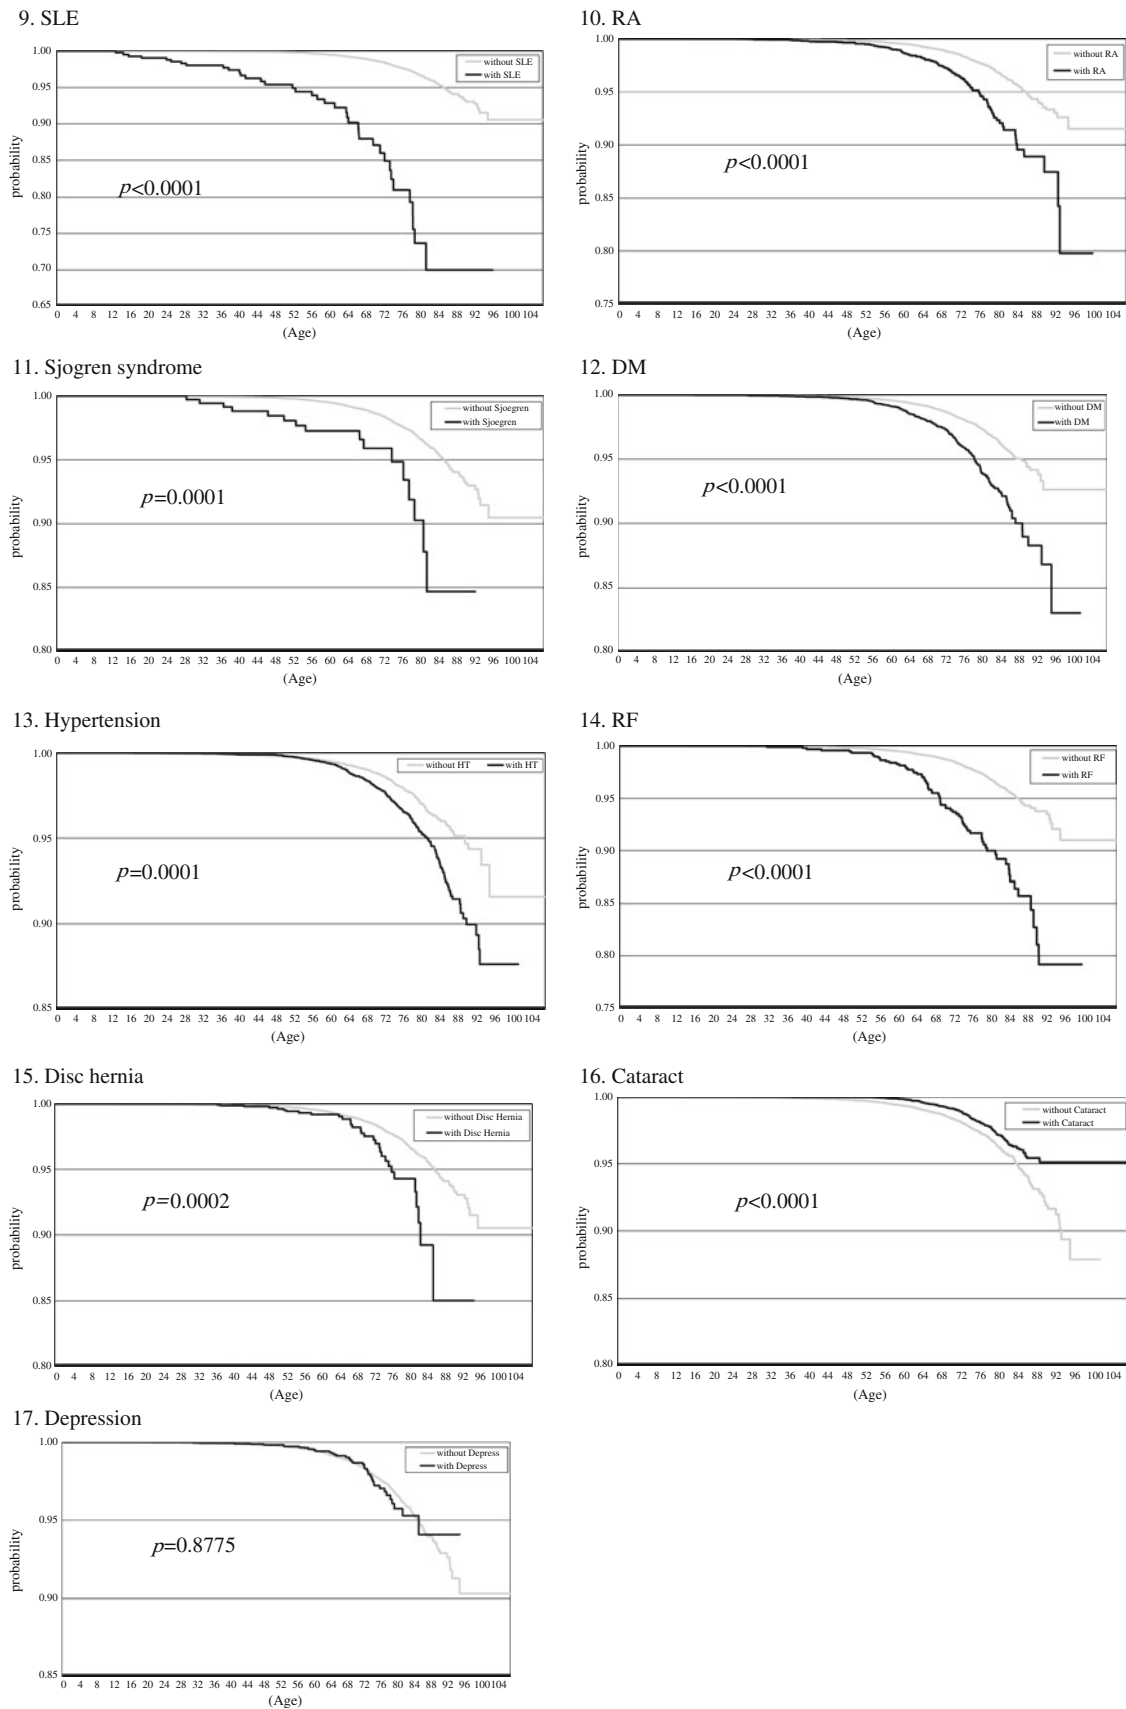 9. SLE
1.00
0.95
0.90
0.85
0.80
0.75
0.70
0.65
probability
without SLE
with SLE
p<0.0001
0 4 8 12 16 20 24 28 32 36 40 44 48 52 56 60 64 68 72 76 80 84 88 92 96 100 104
(Age)
10. RA
1.00
0.95
0.90
0.85
0.80
0.75
probability
without RA
with RA
p<0.0001
0 4 8 12 16 20 24 28 32 36 40 44 48 52 56 60 64 68 72 76 80 84 88 92 96 100 104
(Age)
11. Sjogren syndrome
1.00
0.95
0.90
0.85
0.80
probability
without Sjoegren
with Sjoegren
p=0.0001
0 4 8 12 16 20 24 28 32 36 40 44 48 52 56 60 64 68 72 76 80 84 88 92 96 100 104
(Age)
12. DM
1.00
0.95
0.90
0.85
0.80
probability
without DM
with DM
p<0.0001
0 4 8 12 16 20 24 28 32 36 40 44 48 52 56 60 64 68 72 76 80 84 88 92 96 100 104
(Age)
13. Hypertension
1.00
0.95
0.90
0.85
probability
without HT with HT
p=0.0001
0 4 8 12 16 20 24 28 32 36 40 44 48 52 56 60 64 68 72 76 80 84 88 92 96 100 104
(Age)
14. RF
1.00
0.95
0.90
0.85
0.80
0.75
probability
without RF
with RF
p<0.0001
0 4 8 12 16 20 24 28 32 36 40 44 48 52 56 60 64 68 72 76 80 84 88 92 96 100 104
(Age)
15. Disc hernia
1.00
0.95
0.90
0.85
0.80
probability
without Disc Hernia
with Disc Hernia
p=0.0002
0 4 8 12 16 20 24 28 32 36 40 44 48 52 56 60 64 68 72 76 80 84 88 92 96 100 104
(Age)
16. Cataract
1.00
0.95
0.90
0.85
0.80
probability
without Cataract
with Cataract
p<0.0001
0 4 8 12 16 20 24 28 32 36 40 44 48 52 56 60 64 68 72 76 80 84 88 92 96 100 104
(Age)
17. Depression
1.00
0.95
0.90
0.85
probability
without Depress
with Depress
p=0.8775
0 4 8 12 16 20 24 28 32 36 40 44 48 52 56 60 64 68 72 76 80 84 88 92 96 100 104
(Age)